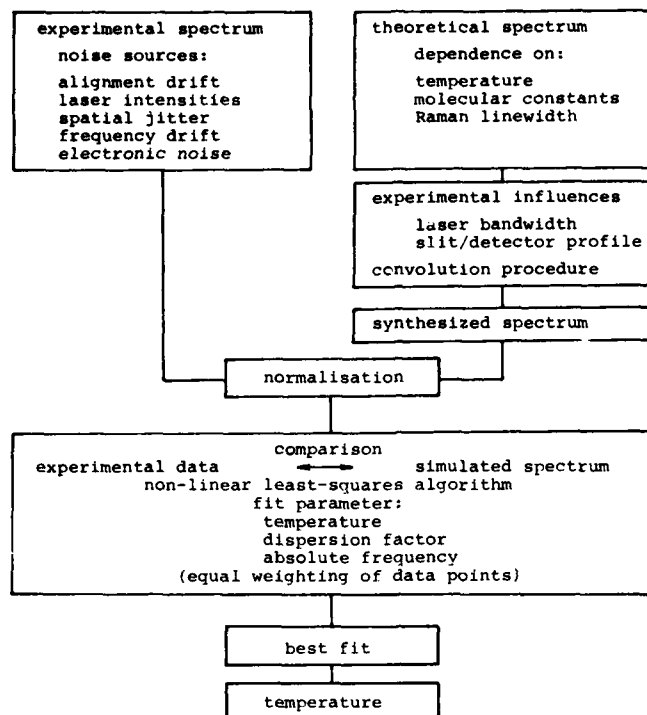 experimental spectrum
noise sources:
alignment drift
laser intensities
spatial jitter
frequency drift
electronic noise
theoretical spectrum
dependence on:
temperature
molecular constants
Raman linewidth
experimental influences
laser bandwidth
slit/detector profile
convolution procedure
synthesized spectrum
normalisation
comparison
experimental data ↔ simulated spectrum
non-linear least-squares algorithm
fit parameter:
temperature
dispersion factor
absolute frequency
(equal weighting of data points)
best fit
temperature